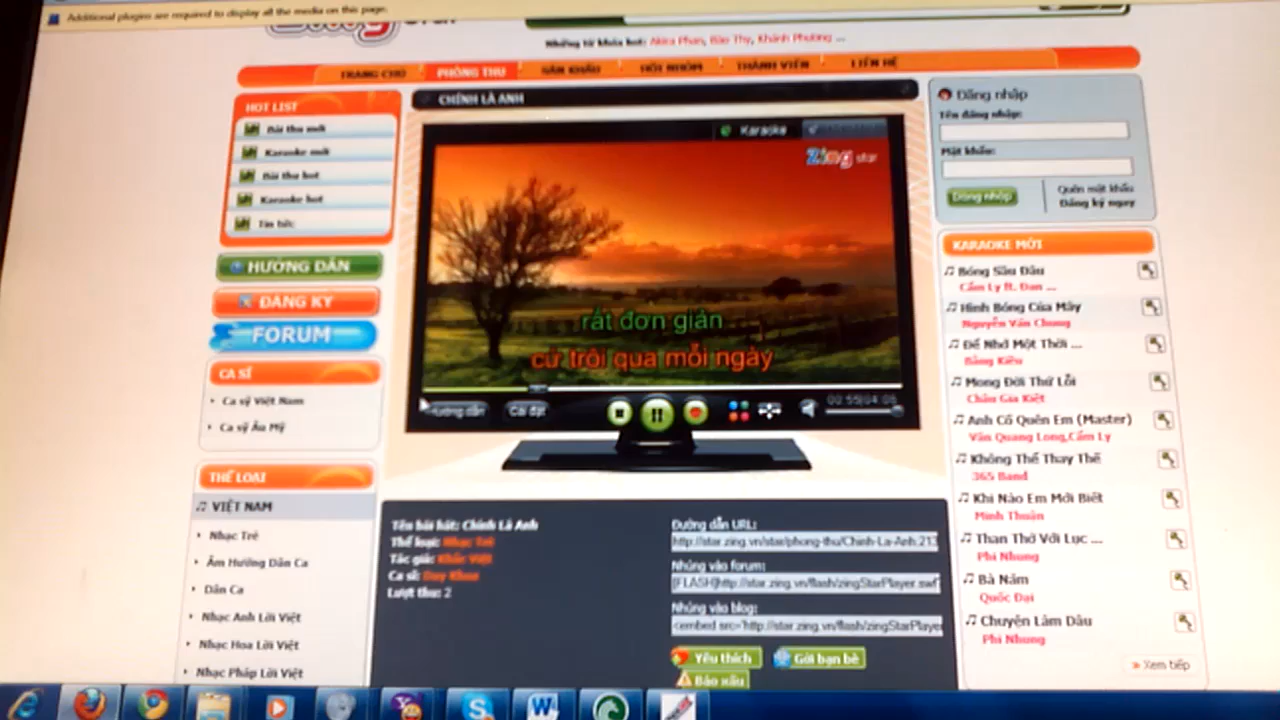 Additional plugins are required to display all the media on this page.
Những từ khóa hot: Akira Phan, Bảo Thy, Khánh Phương ...
TRANG CHỦ PHÒNG THU SÂN KHẤU HỘI NHÓM THÀNH VIÊN LIÊN HỆ
HOT LIST
Bài thu mới
Karaoke mới
Bài thu hot
Karaoke hot
Tin tức
HƯỚNG DẪN
ĐĂNG KÝ
FORUM
CA SĨ
Ca sỹ Việt Nam
Ca sỹ Âu Mỹ
THỂ LOẠI
VIỆT NAM
Nhạc Trẻ
Âm Hưởng Dân Ca
Dân Ca
Nhạc Anh Lời Việt
Nhạc Hoa Lời Việt
Nhạc Pháp Lời Việt
CHÍNH LÀ ANH
Karaoke
Zing star
rất đơn giản
cứ trôi qua mỗi ngày
Hướng dẫn Cài đặt 00:55|04:06
Tên bài hát: Chính Là Anh
Thể loại: Nhạc Trẻ
Tác giả: Khắc Việt
Ca sĩ: Duy Khoa
Lượt thu: 2
Đường dẫn URL:
http://star.zing.vn/star/phong-thu/Chinh-La-Anh.213
Nhúng vào forum:
[FLASH]http://star.zing.vn/flash/zingStarPlayer.swf
Nhúng vào blog:
<embed src='http://star.zing.vn/flash/zingStarPlayer
Yêu thích Gởi bạn bè
Báo xấu
Đăng nhập
Tên đăng nhập:
Mật khẩu:
Đăng nhập
Quên mật khẩu
Đăng ký ngay
KARAOKE MỚI
Bóng Sầu Đâu
Cẩm Ly ft. Đan ...
Hình Bóng Của Mây
Nguyễn Văn Chung
Để Nhớ Một Thời ...
Bằng Kiều
Mong Đợi Thứ Lỗi
Châu Gia Kiệt
Anh Cố Quên Em (Master)
Vân Quang Long,Cẩm Ly
Không Thể Thay Thế
365 Band
Khi Nào Em Mới Biết
Minh Thuận
Than Thở Với Lục ...
Phi Nhung
Bà Năm
Quốc Đại
Chuyện Làm Dâu
Phi Nhung
Xem tiếp